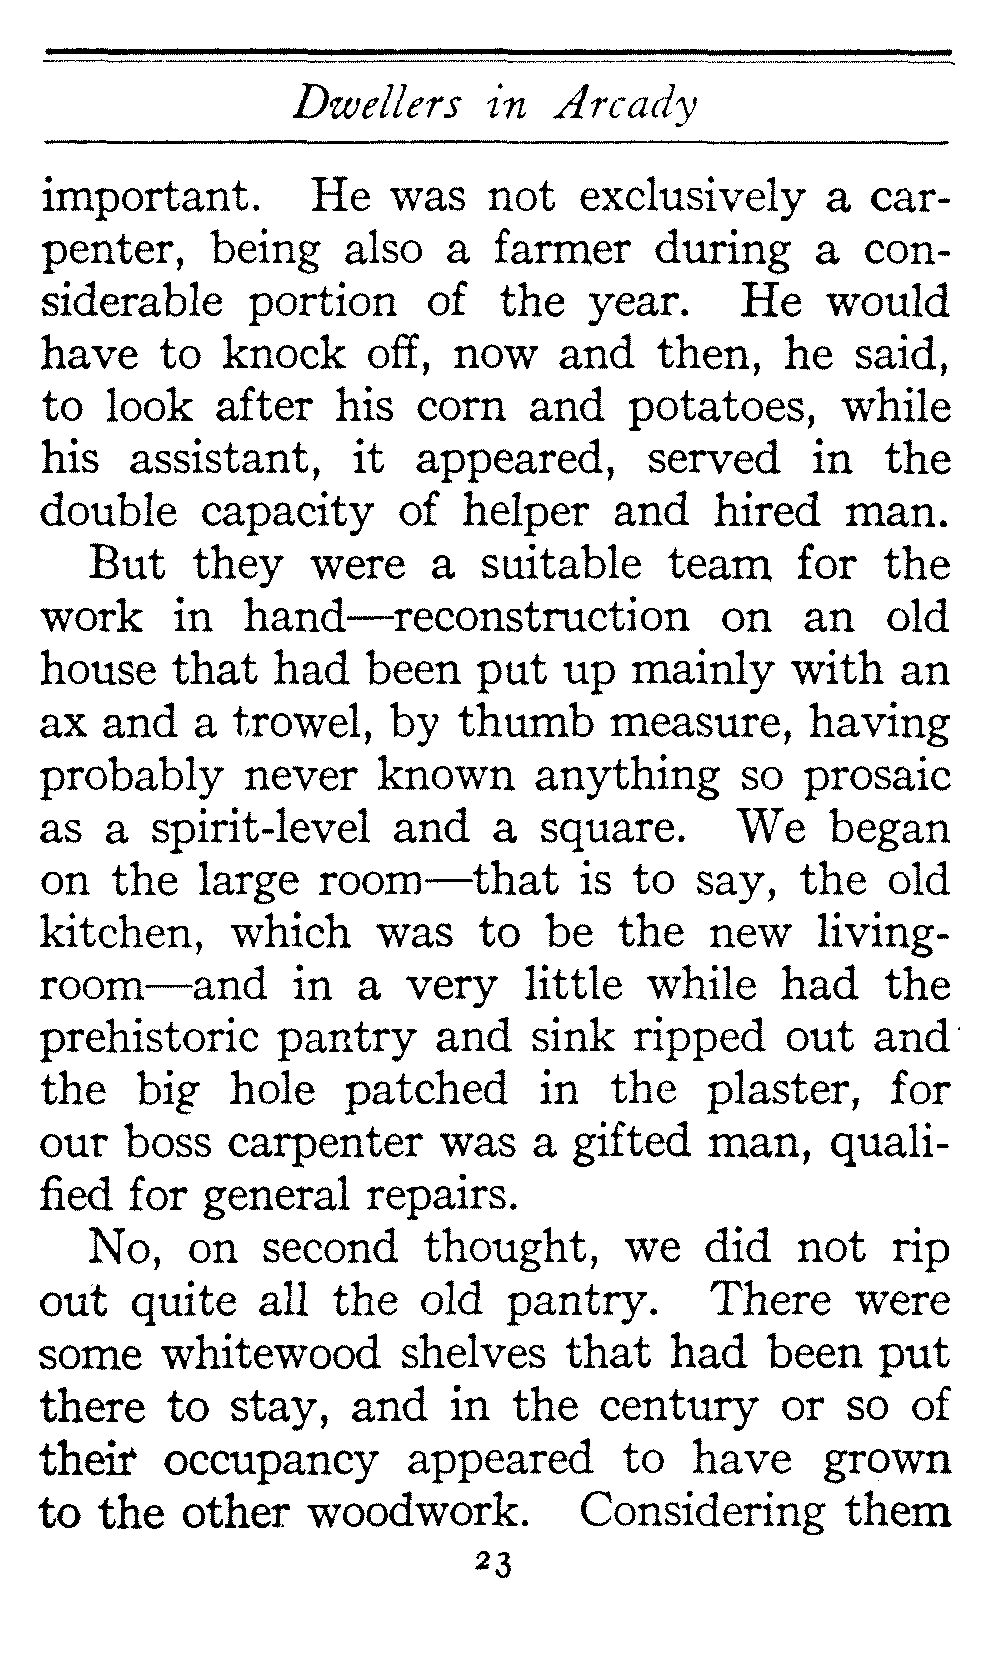 Dwellers in Arcady
important. He was not exclusively a car-
penter, being also a farmer during a con-
siderable portion of the year. He would
have to knock off, now and then, he said,
to look after his corn and potatoes, while
his assistant, it appeared, served in the
double capacity of helper and hired man.
But they were a suitable team for the
work in hand—reconstruction on an old
house that had been put up mainly with an
ax and a trowel, by thumb measure, having
probably never known anything so prosaic
as a spirit-level and a square. We began
on the large room—that is to say, the old
kitchen, which was to be the new living-
room—and in a very little while had the
prehistoric pantry and sink ripped out and
the big hole patched in the plaster, for
our boss carpenter was a gifted man, quali-
fied for general repairs.
No, on second thought, we did not rip
out quite all the old pantry. There were
some whitewood shelves that had been put
there to stay, and in the century or so of
their occupancy appeared to have grown
to the other woodwork. Considering them
23